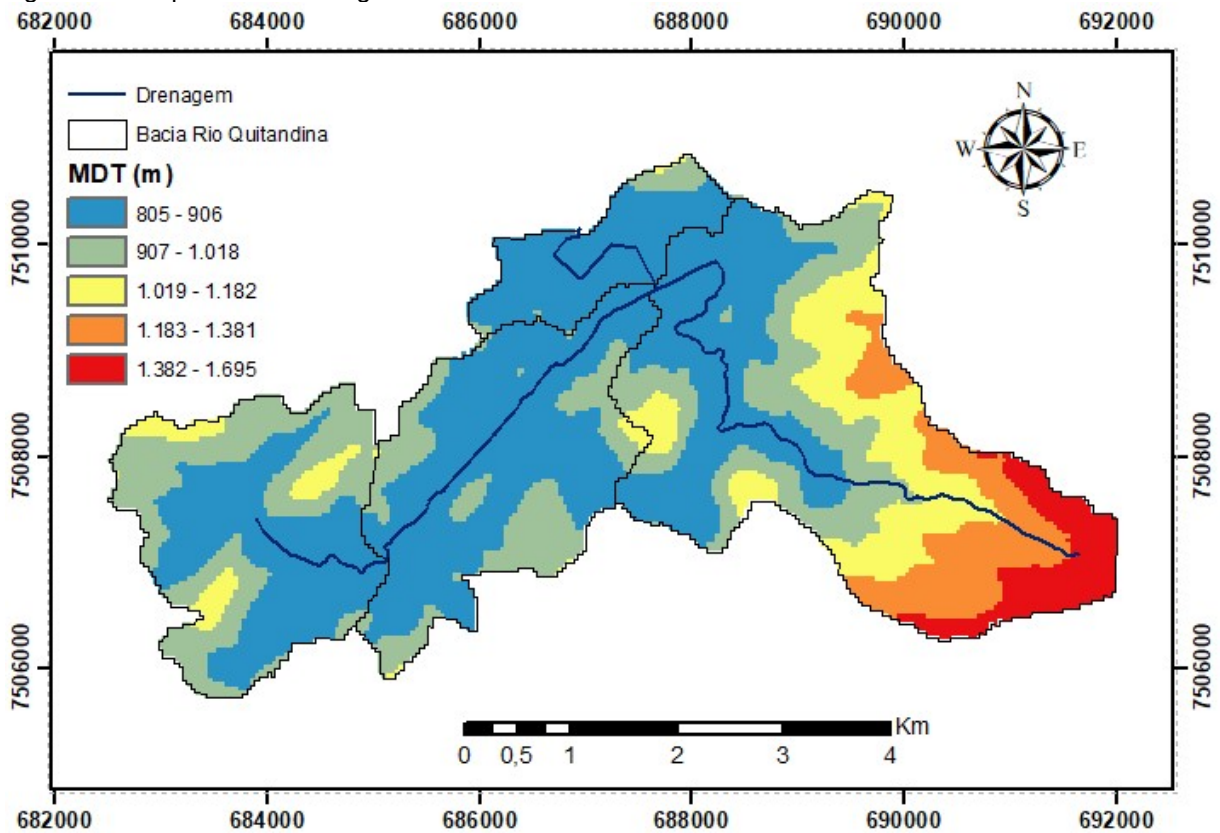 682000 684000 686000 688000 690000 692000
Drenagem
Bacia Rio Quitandina
MDT (m)
805 - 906
907 - 1.018
1.019 - 1.182
1.183 - 1.381
1.382 - 1.695
N
W E
S
7510000 7510000
7508000 7508000
7506000 7506000
Km
0 0,5 1 2 3 4
682000 684000 686000 688000 690000 692000